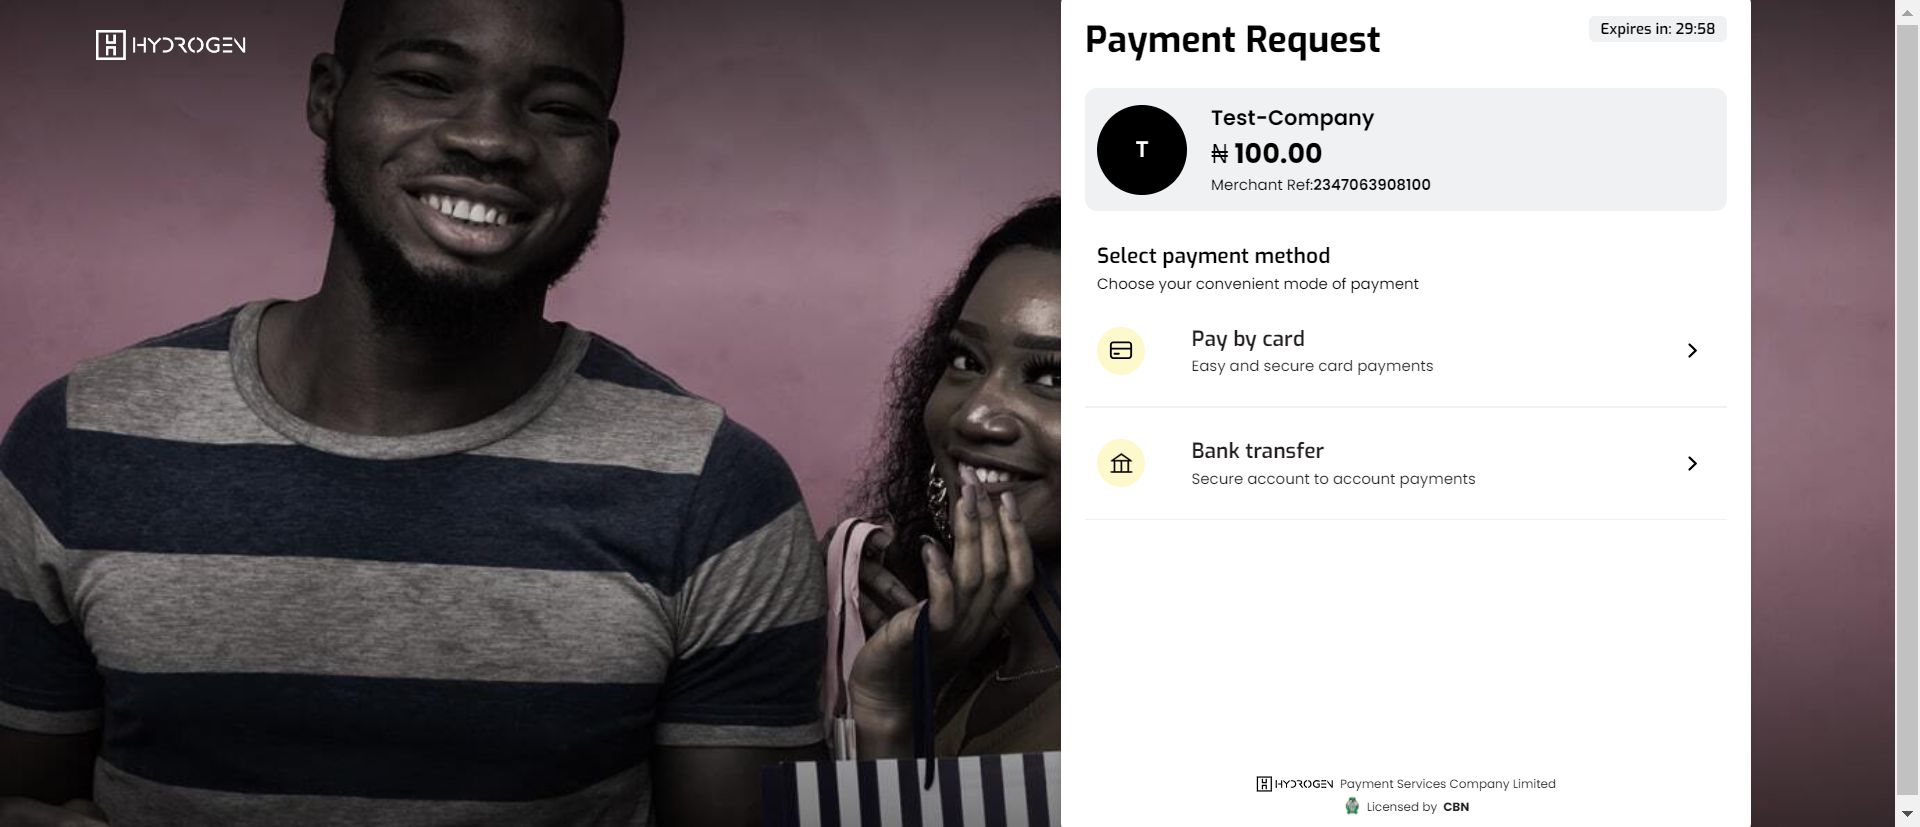 HYDROGEN
Payment Request
Expires in: 29:58
T
Test-Company
₦ 100.00
Merchant Ref:2347063908100
Select payment method
Choose your convenient mode of payment
Pay by card
Easy and secure card payments
Bank transfer
Secure account to account payments
HYDROGEN Payment Services Company Limited
Licensed by CBN